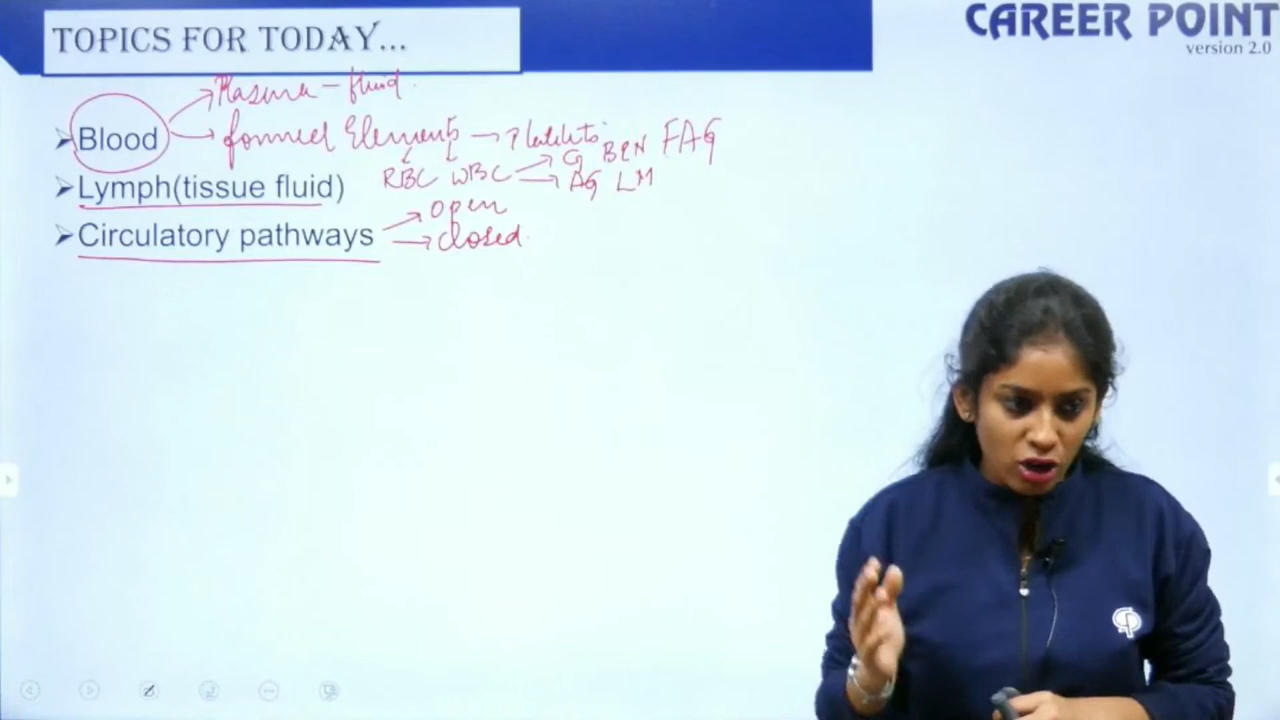 TOPICS FOR TODAY...
CAREER POINT
version 2.0
Plasma - fluid.
➤Blood
formed Elements → Platelets
G BEN FAG
RBC WBC
AG LM
➤Lymph(tissue fluid)
open
➤Circulatory pathways
closed.